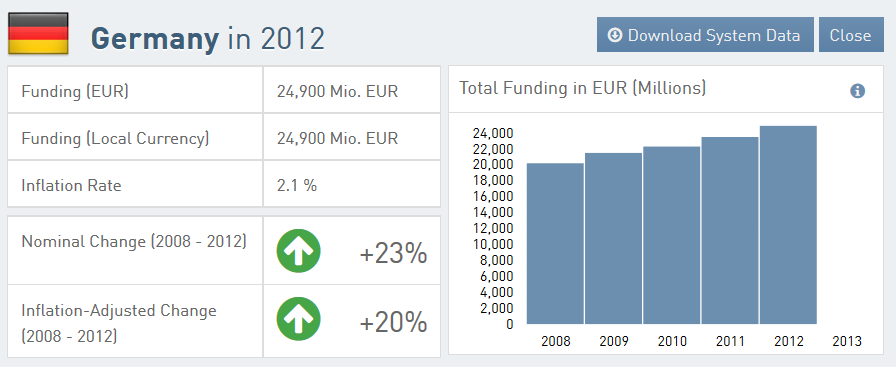 Germany in 2012
Download System Data
Close
Funding (EUR)
24,900 Mio. EUR
Funding (Local Currency)
24,900 Mio. EUR
Inflation Rate
2.1 %
Nominal Change (2008 - 2012)
+23%
Inflation-Adjusted Change
(2008 - 2012)
+20%
Total Funding in EUR (Millions)
i
24,000
22,000
20,000
18,000
16,000
14,000
12,000
10,000
8,000
6,000
4,000
2,000
0
2008 2009 2010 2011 2012 2013